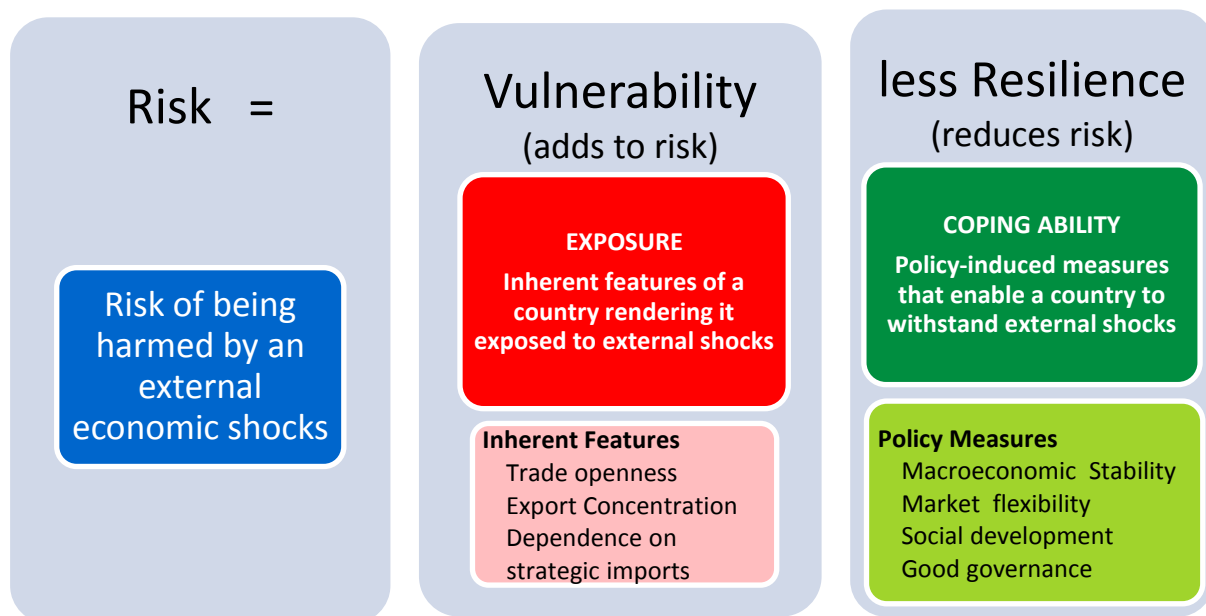 Risk =
Risk of being
harmed by an
external
economic shocks
Vulnerability
(adds to risk)
EXPOSURE
Inherent features of a
country rendering it
exposed to external shocks
Inherent Features
Trade openness
Export Concentration
Dependence on
strategic imports
less Resilience
(reduces risk)
COPING ABILITY
Policy-induced measures
that enable a country to
withstand external shocks
Policy Measures
Macroeconomic Stability
Market flexibility
Social development
Good governance